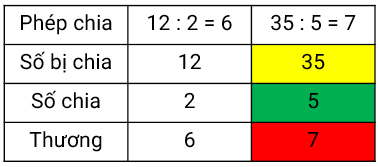 Phép chia 12 : 2 = 6 35 : 5 = 7
Số bị chia 12 35
Số chia 2 5
Thương 6 7